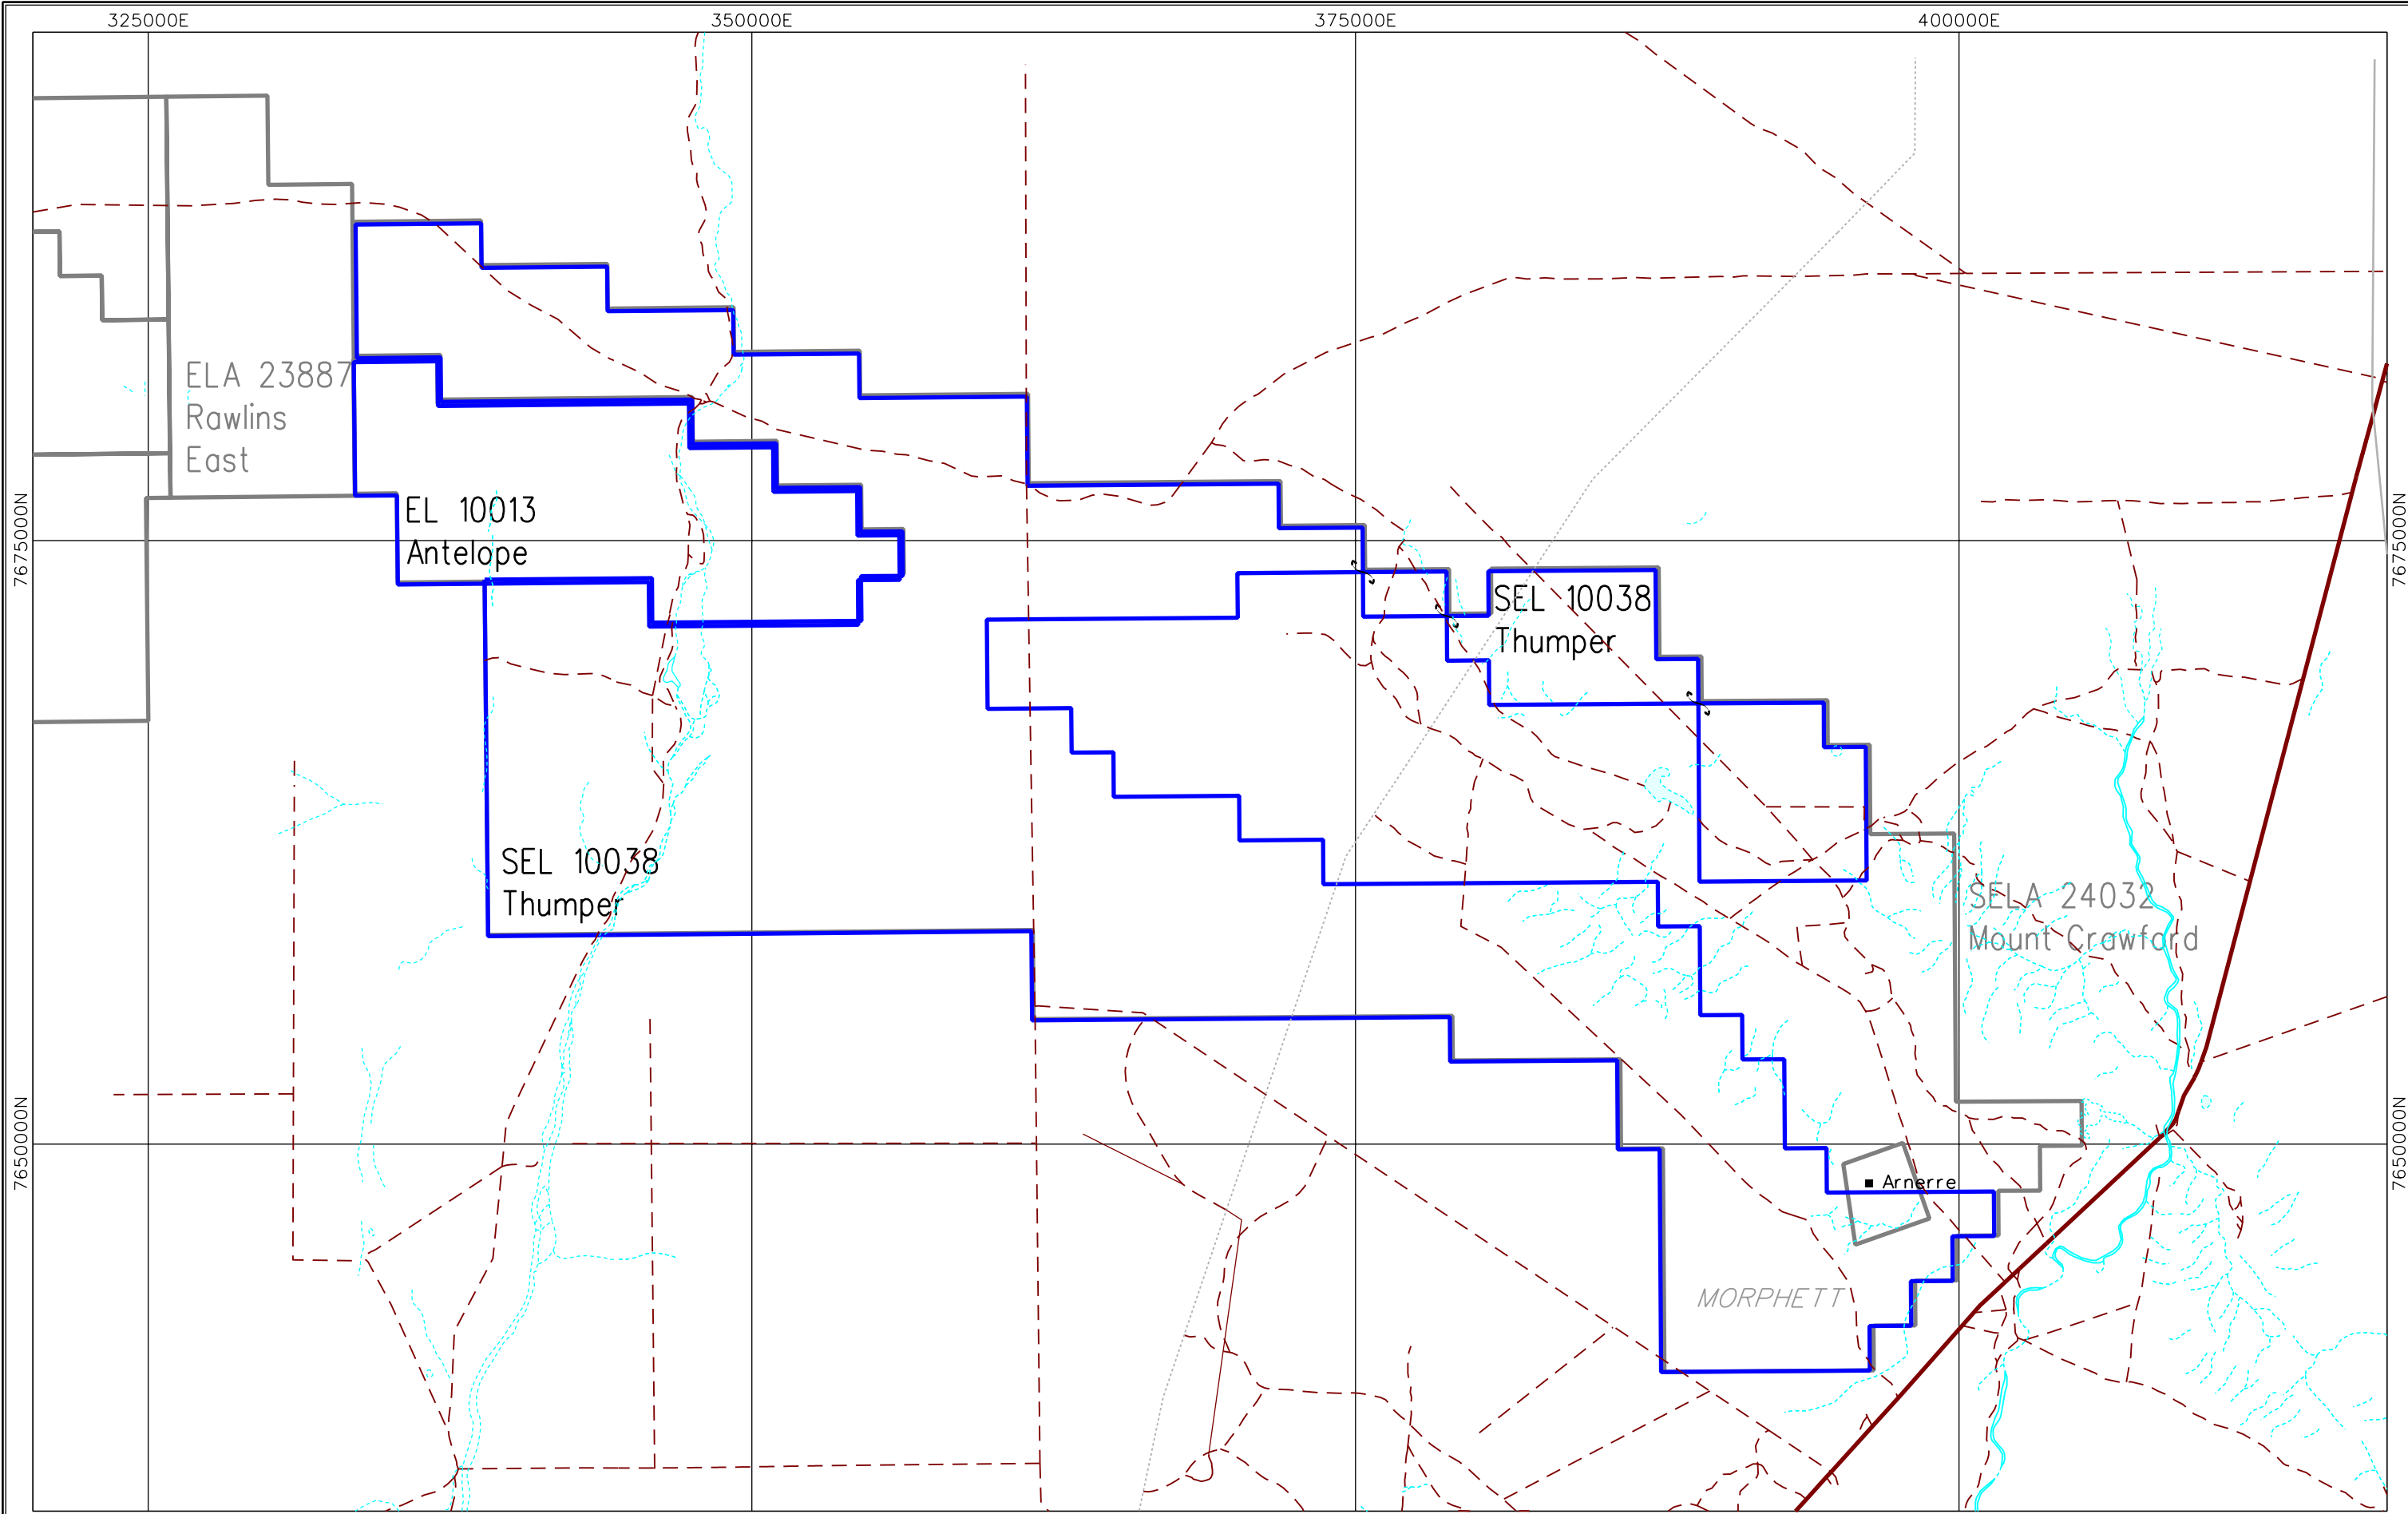 325000E
350000E
375000E
400000E
ELA 23887
Rawlins
East
EL 10013
Antelope
7675000N
7675000N
SEL 10038
Thumper
SEL 10038
Thumper
SELA 24032
Mount Crawford
7650000N
7650000N
Arnerre
MORPHETT